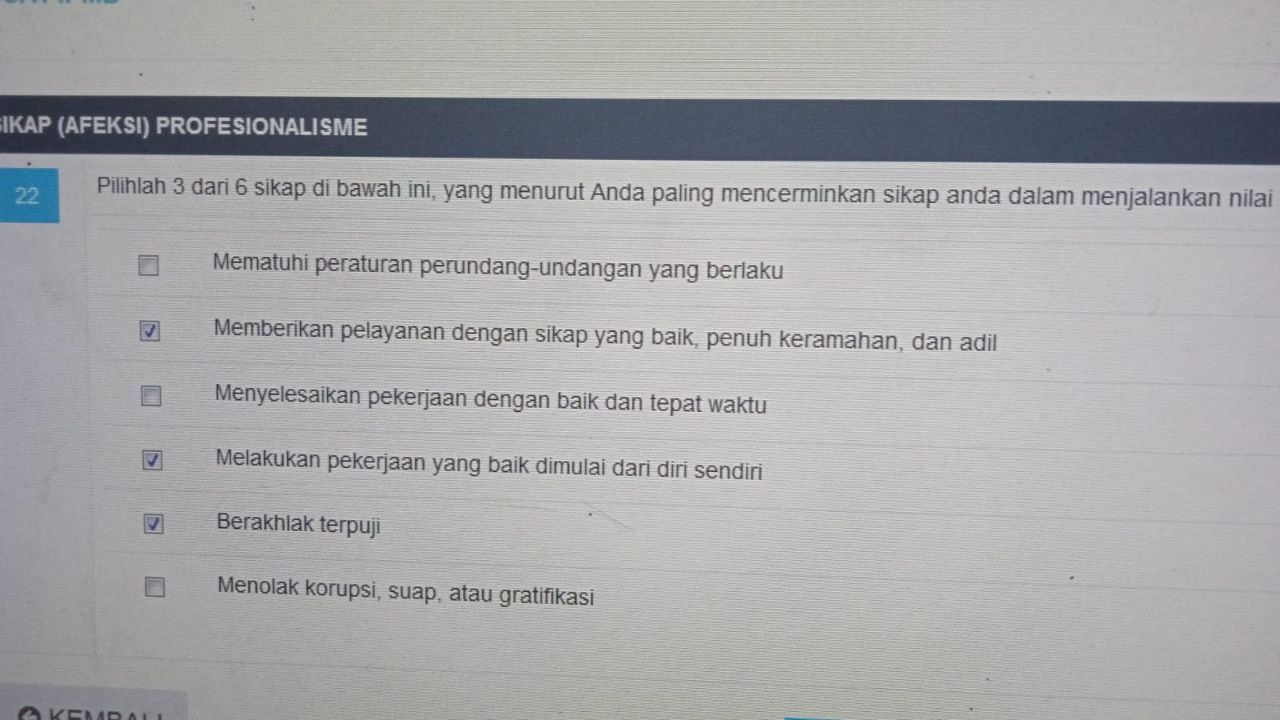 SIKAP (AFEKSI) PROFESIONALISME
22
Pilihlah 3 dari 6 sikap di bawah ini, yang menurut Anda paling mencerminkan sikap anda dalam menjalankan nilai
Mematuhi peraturan perundang-undangan yang berlaku
Memberikan pelayanan dengan sikap yang baik, penuh keramahan, dan adil
Menyelesaikan pekerjaan dengan baik dan tepat waktu
Melakukan pekerjaan yang baik dimulai dari diri sendiri
Berakhlak terpuji
Menolak korupsi, suap, atau gratifikasi
KEMBALI